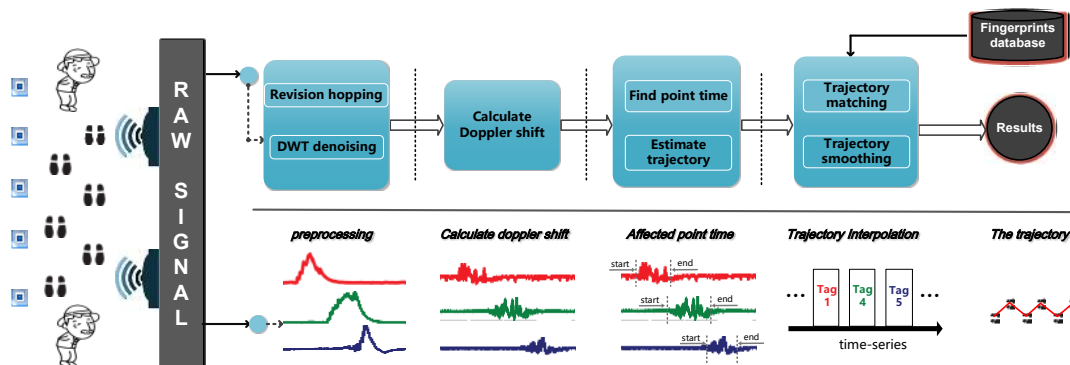 RAW SIGNAL
Revision hopping
DWT denoising
Calculate
Doppler shift
Find point time
Estimate
trajectory
Trajectory
matching
Trajectory
smoothing
Fingerprints
database
Results
preprocessing
Calculate doppler shift
Affected point time
Trajectory interpolation
The trajectory
start
end
start
end
start
end
...
Tag
1
Tag
4
Tag
5
...
time-series